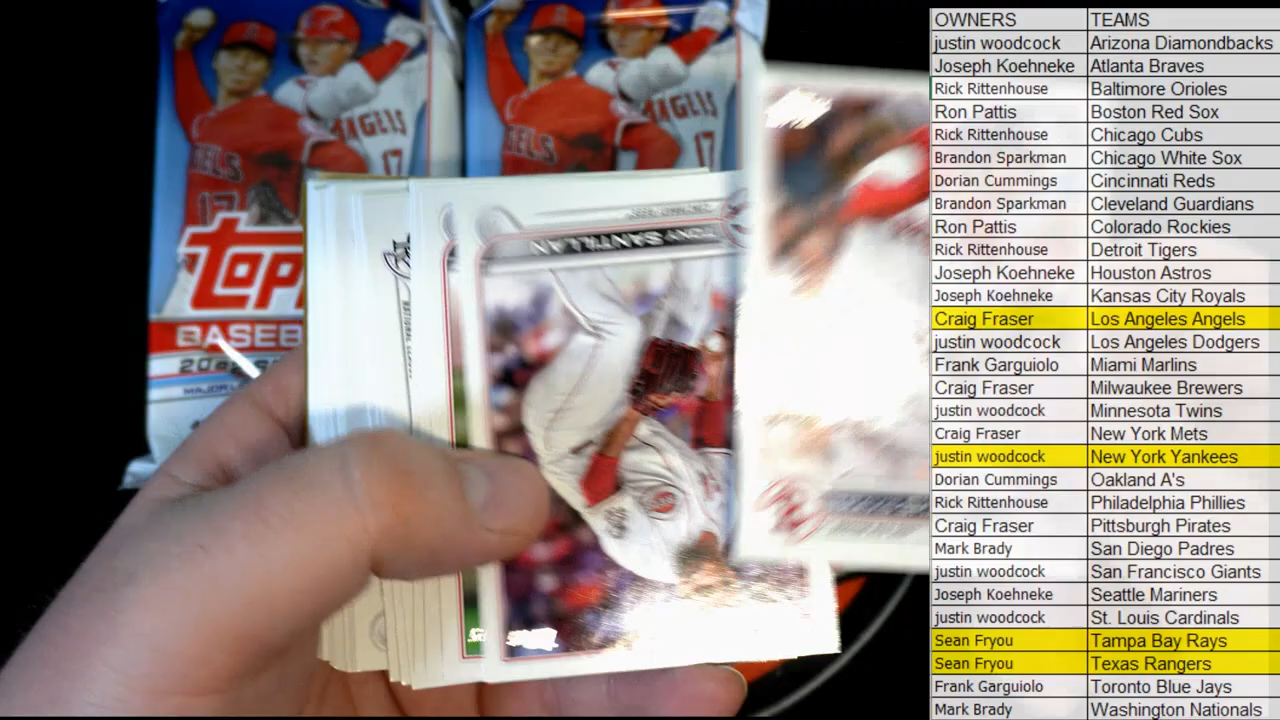 OWNERS TEAMS
justin woodcock Arizona Diamondbacks
Joseph Koehneke Atlanta Braves
Rick Rittenhouse Baltimore Orioles
Ron Pattis Boston Red Sox
Rick Rittenhouse Chicago Cubs
Brandon Sparkman Chicago White Sox
Dorian Cummings Cincinnati Reds
Brandon Sparkman Cleveland Guardians
Ron Pattis Colorado Rockies
Rick Rittenhouse Detroit Tigers
Joseph Koehneke Houston Astros
Joseph Koehneke Kansas City Royals
Craig Fraser Los Angeles Angels
justin woodcock Los Angeles Dodgers
Frank Garguiolo Miami Marlins
Craig Fraser Milwaukee Brewers
justin woodcock Minnesota Twins
Craig Fraser New York Mets
justin woodcock New York Yankees
Dorian Cummings Oakland A's
Rick Rittenhouse Philadelphia Phillies
Craig Fraser Pittsburgh Pirates
Mark Brady San Diego Padres
justin woodcock San Francisco Giants
Joseph Koehneke Seattle Mariners
justin woodcock St. Louis Cardinals
Sean Fryou Tampa Bay Rays
Sean Fryou Texas Rangers
Frank Garguiolo Toronto Blue Jays
Mark Brady Washington Nationals
TOPP
BASEB
ELS
17
ANGELS
17
TONY SANTILLAN